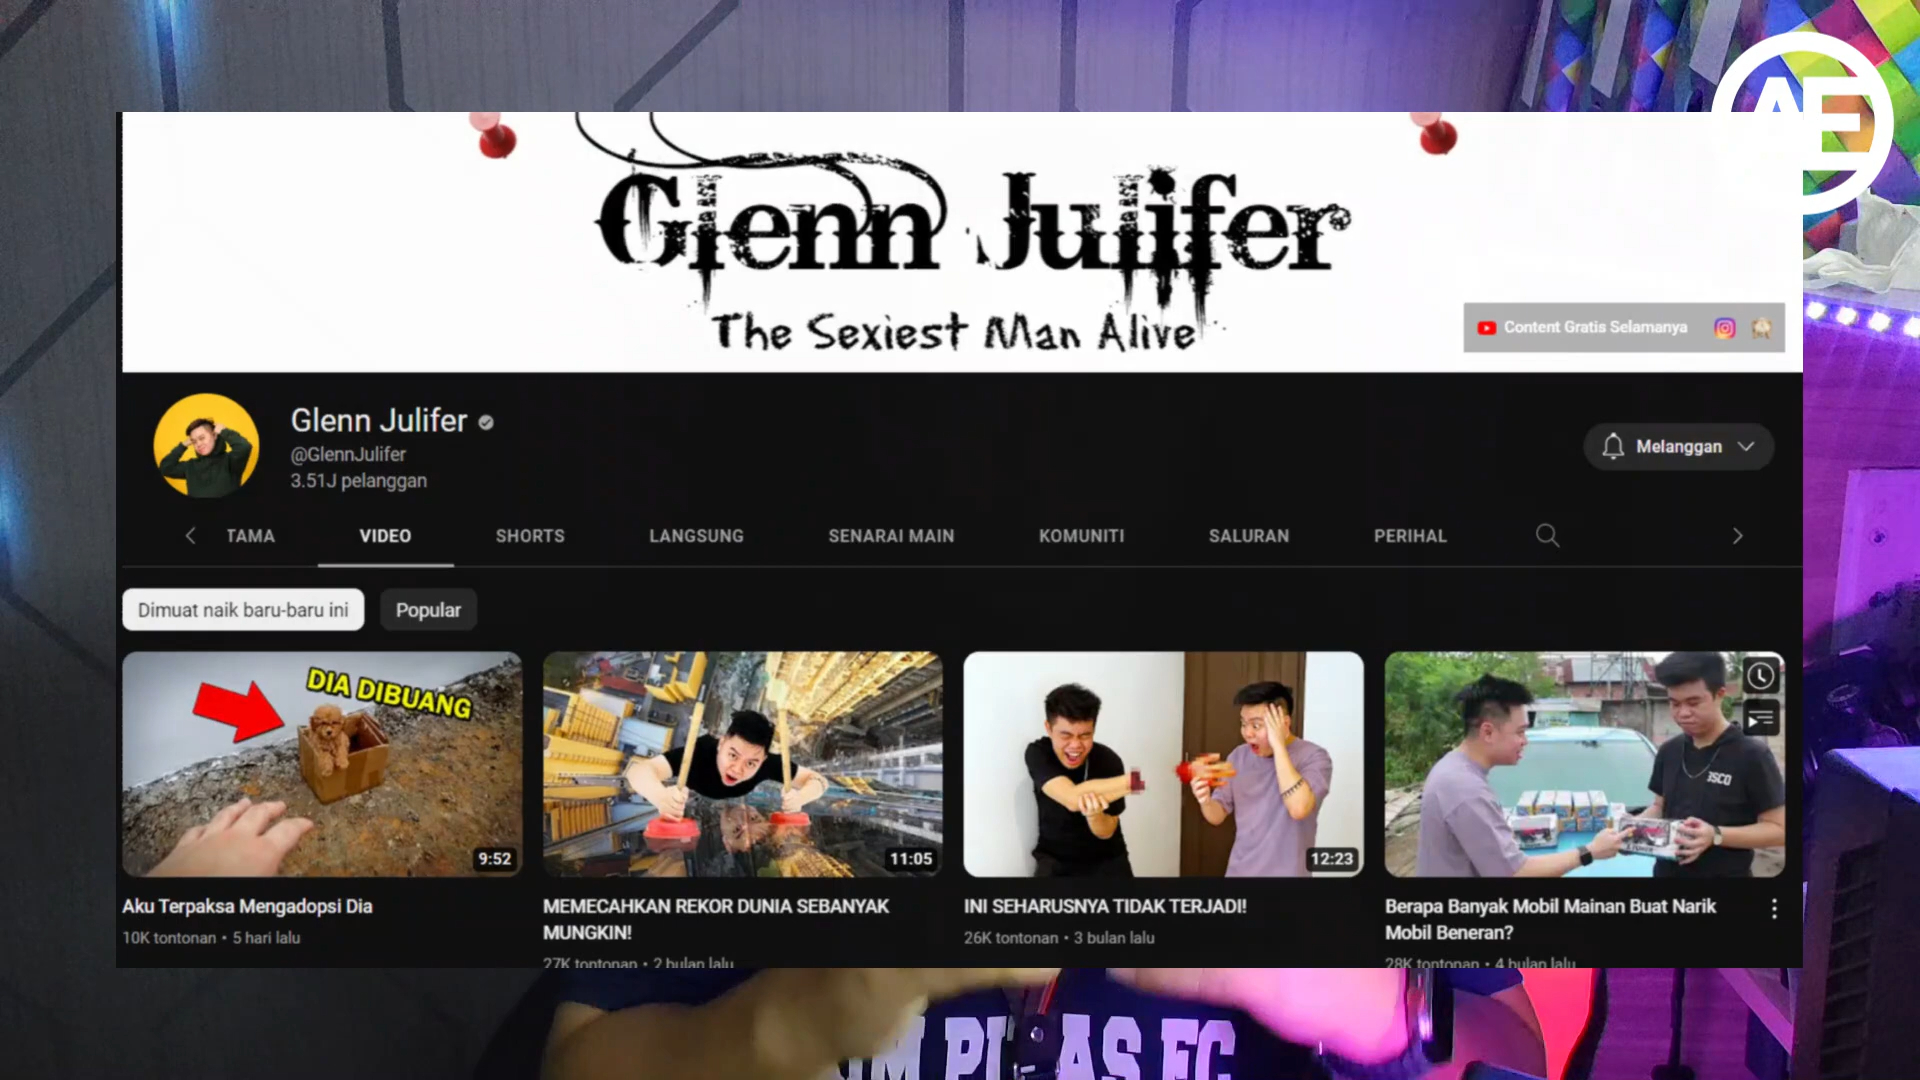 AE
Glenn Julifer
The Sexiest Man Alive
Content Gratis Selamanya
Glenn Julifer
@GlennJulifer
3.51J pelanggan
Melanggan
TAMA
VIDEO
SHORTS
LANGSUNG
SENARAI MAIN
KOMUNITI
SALURAN
PERIHAL
Dimuat naik baru-baru ini
Popular
DIA DIBUANG
9:52
11:05
12:23
Aku Terpaksa Mengadopsi Dia
10K tontonan • 5 hari lalu
MEMECAHKAN REKOR DUNIA SEBANYAK
MUNGKIN!
27K tontonan • 2 bulan lalu
INI SEHARUSNYA TIDAK TERJADI!
26K tontonan • 3 bulan lalu
Berapa Banyak Mobil Mainan Buat Narik
Mobil Beneran?
28K tontonan • 4 bulan lalu
FC